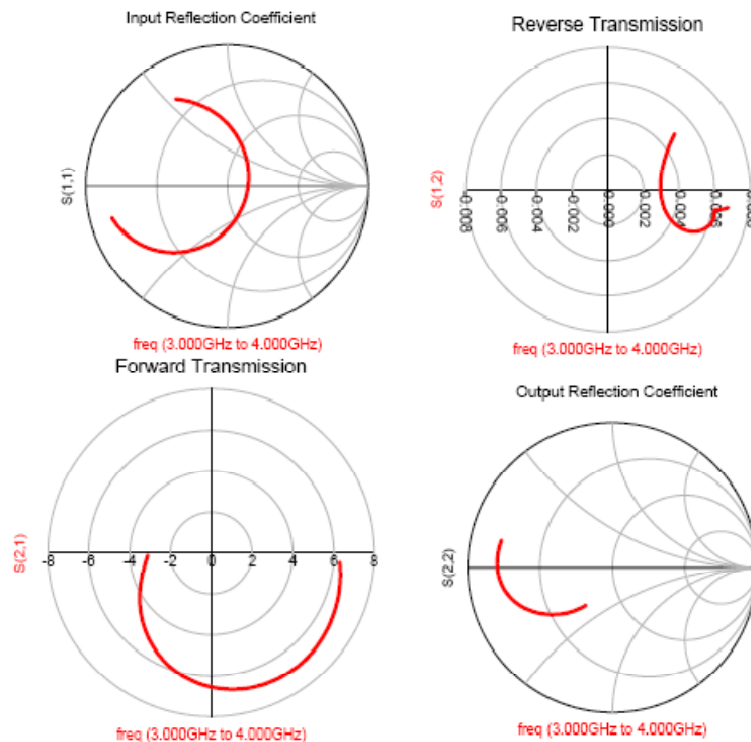 Input Reflection Coefficient
S(1,1)
freq (3.000GHz to 4.000GHz)
Reverse Transmission
S(1,2)
-0.008 -0.006 -0.004 -0.002 0.000 0.002 0.004
freq (3.000GHz to 4.000GHz)
Forward Transmission
S(2,1)
-8 -6 -4 -2 0 2 4 6 8
freq (3.000GHz to 4.000GHz)
Output Reflection Coefficient
S(2,2)
freq (3.000GHz to 4.000GHz)